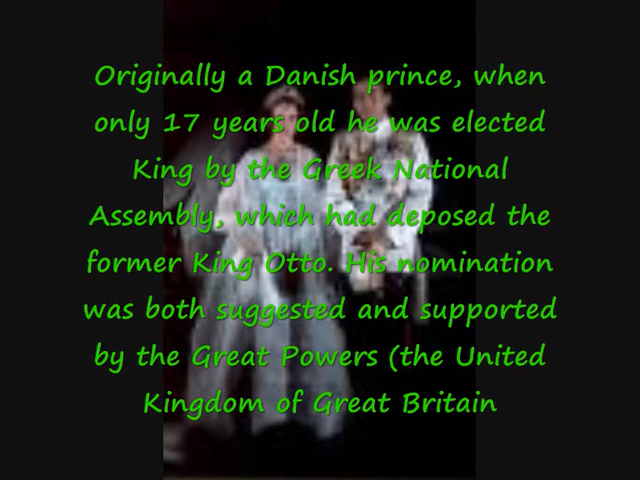 Originally a Danish prince, when
only 17 years old he was elected
King by the Greek National
Assembly, which had deposed the
former King Otto. His nomination
was both suggested and supported
by the Great Powers (the United
Kingdom of Great Britain